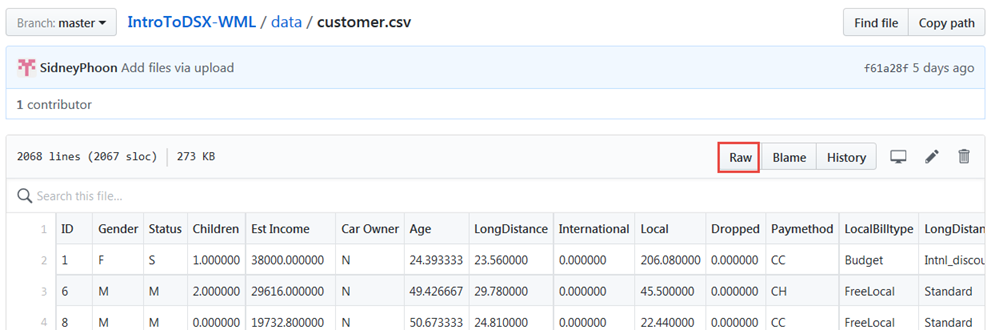 Branch: master IntroToDSX-WML / data / customer.csv Find file Copy path
SidneyPhoon Add files via upload f61a28f 5 days ago
1 contributor
2068 lines (2067 sloc) 273 KB Raw Blame History
Search this file...
1 ID Gender Status Children Est Income Car Owner Age LongDistance International Local Dropped Paymethod LocalBilltype LongDistan
2 1 F S 1.000000 38000.000000 N 24.393333 23.560000 0.000000 206.080000 0.000000 CC Budget Intnl_discou
3 6 M M 2.000000 29616.000000 N 49.426667 29.780000 0.000000 45.500000 0.000000 CH FreeLocal Standard
4 8 M M 0.000000 19732.800000 N 50.673333 24.810000 0.000000 22.440000 0.000000 CC FreeLocal Standard